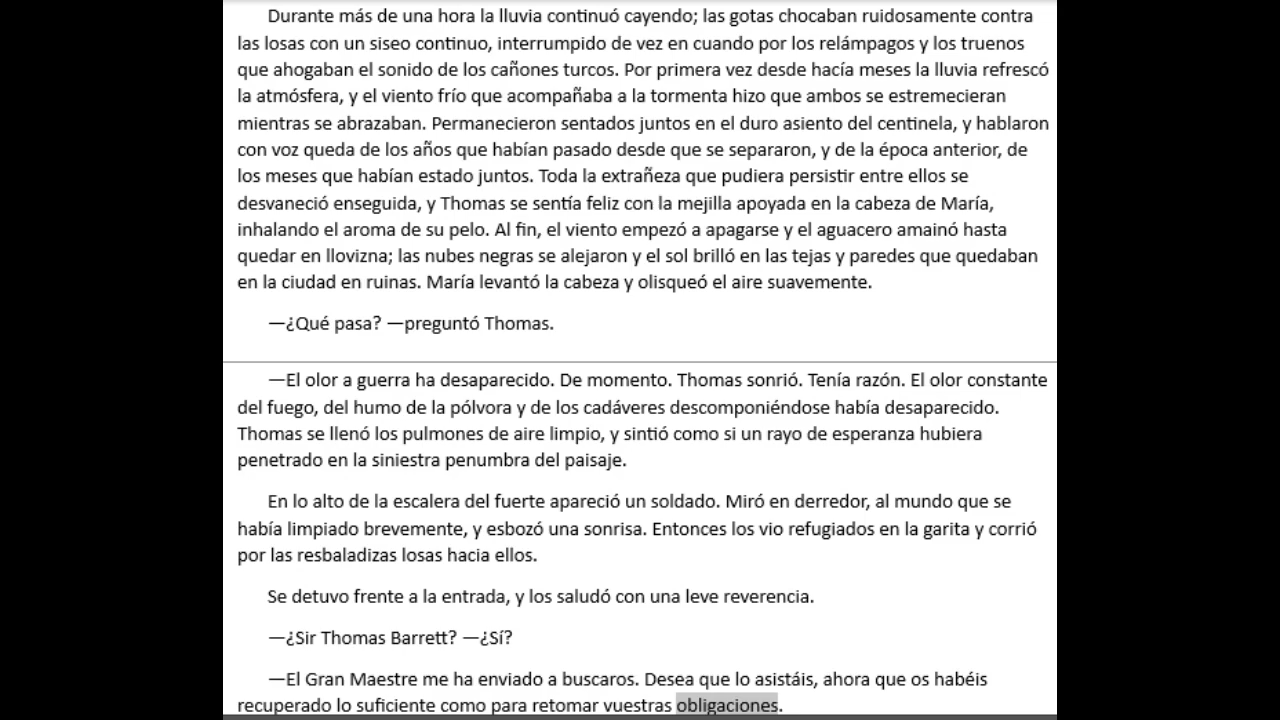 Durante más de una hora la lluvia continuó cayendo; las gotas chocaban ruidosamente contra
las losas con un siseo continuo, interrumpido de vez en cuando por los relámpagos y los truenos
que ahogaban el sonido de los cañones turcos. Por primera vez desde hacía meses la lluvia refrescó
la atmósfera, y el viento frío que acompañaba a la tormenta hizo que ambos se estremecieran
mientras se abrazaban. Permanecieron sentados juntos en el duro asiento del centinela, y hablaron
con voz queda de los años que habían pasado desde que se separaron, y de la época anterior, de
los meses que habían estado juntos. Toda la extrañeza que pudiera persistir entre ellos se
desvaneció enseguida, y Thomas se sentía feliz con la mejilla apoyada en la cabeza de María,
inhalando el aroma de su pelo. Al fin, el viento empezó a apagarse y el aguacero amainó hasta
quedar en llovizna; las nubes negras se alejaron y el sol brilló en las tejas y paredes que quedaban
en la ciudad en ruinas. María levantó la cabeza y olisqueó el aire suavemente.
—¿Qué pasa? —preguntó Thomas.
—El olor a guerra ha desaparecido. De momento. Thomas sonrió. Tenía razón. El olor constante
del fuego, del humo de la pólvora y de los cadáveres descomponiéndose había desaparecido.
Thomas se llenó los pulmones de aire limpio, y sintió como si un rayo de esperanza hubiera
penetrado en la siniestra penumbra del paisaje.
En lo alto de la escalera del fuerte apareció un soldado. Miró en derredor, al mundo que se
había limpiado brevemente, y esbozó una sonrisa. Entonces los vio refugiados en la garita y corrió
por las resbaladizas losas hacia ellos.
Se detuvo frente a la entrada, y los saludó con una leve reverencia.
—¿Sir Thomas Barrett? —¿Sí?
—El Gran Maestre me ha enviado a buscaros. Desea que lo asistáis, ahora que os habéis
recuperado lo suficiente como para retomar vuestras obligaciones.